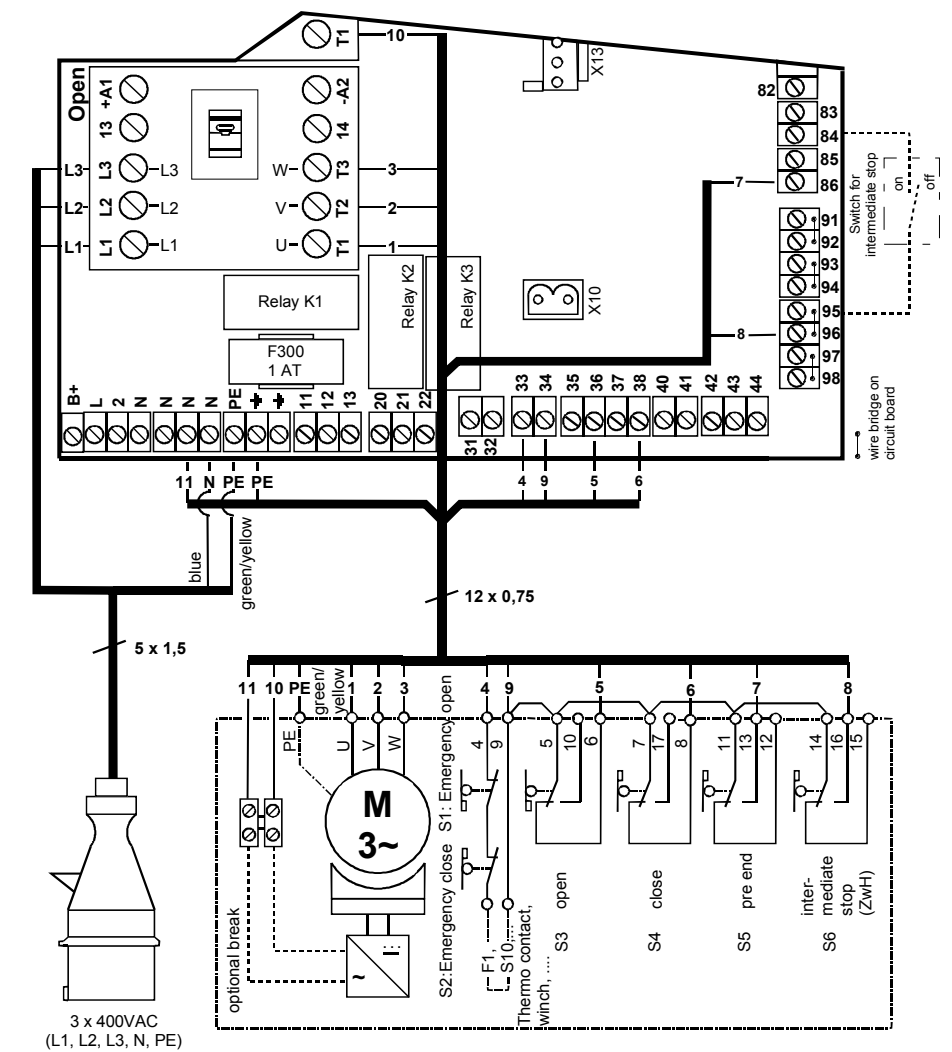 T1
10
X13
Open
+A1
-A2
13
14
82
83
84
85
86
L3
L3
L3
W
T3
3
L2
L2
L2
V
T2
2
L1
L1
L1
U
T1
1
7
91
92
93
94
95
96
97
98
8
Switch for
intermediate stop
on
off
Relay K1
Relay K2
Relay K3
X10
F300
1 AT
B+
L
2
N
N
N
N
PE
11
12
13
20
21
22
31
32
33
34
35
36
37
38
40
41
42
43
44
wire bridge on
circuit board
11
N
PE
PE
4
9
5
6
blue
green/yellow
12 x 0,75
5 x 1,5
11
10
PE
green/
yellow
1
2
3
4
9
5
6
7
8
PE
U
V
W
4
9
5
10
6
7
17
8
11
13
12
14
16
15
M
3~
S1: Emergency open
S2:Emergency close
optional break
~
F1,
S10,...
Thermo contact,
winch, ....
open
S3
close
S4
pre end
S5
inter-
mediate
stop
(ZwH)
S6
3 x 400VAC
(L1, L2, L3, N, PE)